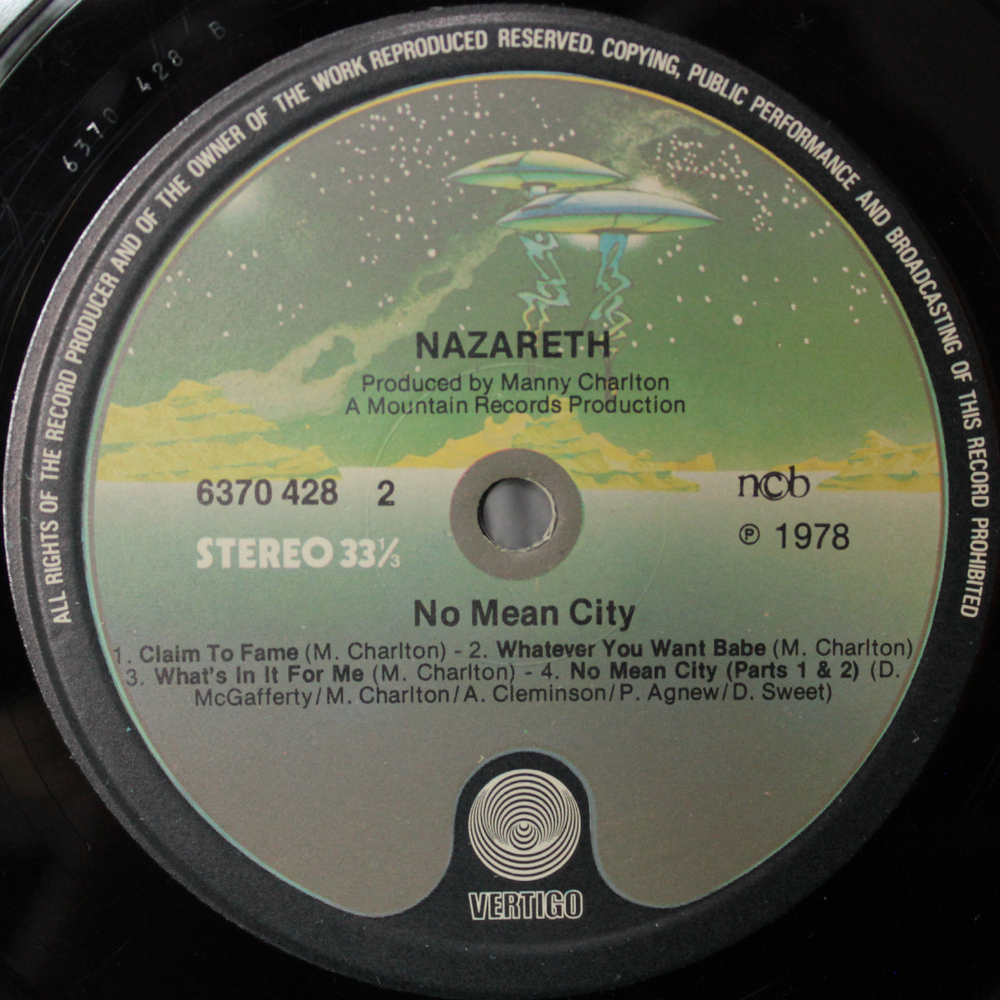 6370 428 B
ALL RIGHTS OF THE RECORD PRODUCER AND OF THE OWNER OF THE WORK REPRODUCED RESERVED. COPYING, PUBLIC PERFORMANCE AND BROADCASTING OF THIS RECORD PROHIBITED
NAZARETH
Produced by Manny Charlton
A Mountain Records Production
6370 428 2
ncb
STEREO 33⅓
℗ 1978
No Mean City
1. Claim To Fame (M. Charlton) - 2. Whatever You Want Babe (M. Charlton)
3. What's In It For Me (M. Charlton) - 4. No Mean City (Parts 1 & 2) (D.
McGafferty/M. Charlton/A. Cleminson/P. Agnew/D. Sweet)
VERTIGO